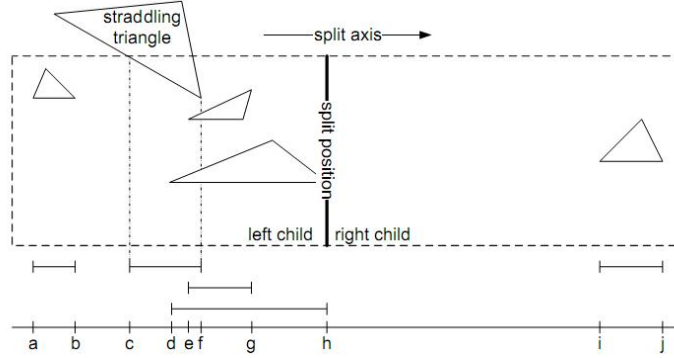 straddling
triangle
split axis
split position
left child
right child
a b c d e f g h i j